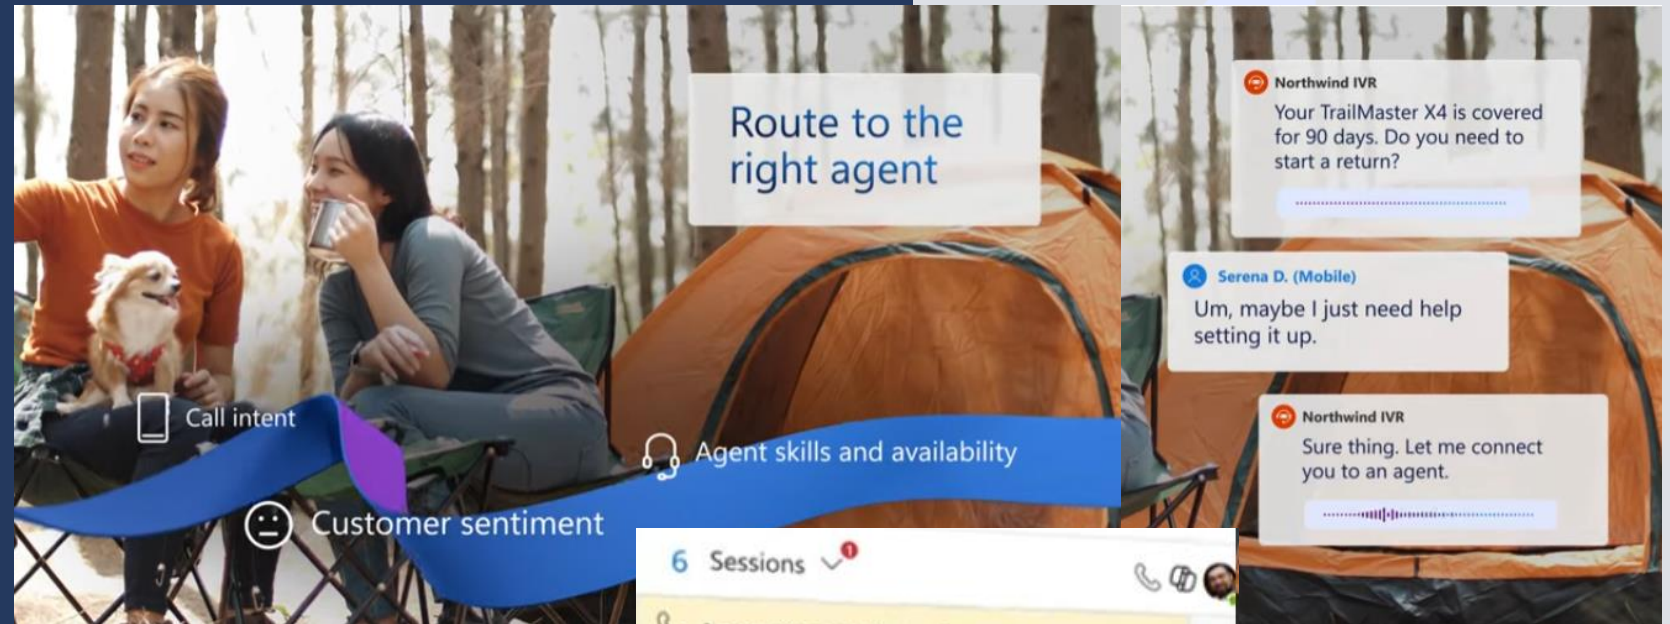 Route to the
right agent
Call intent
Customer sentiment
Agent skills and availability
6 Sessions
1
Northwind IVR
Your TrailMaster X4 is covered
for 90 days. Do you need to
start a return?
Serena D. (Mobile)
Um, maybe I just need help
setting it up.
Northwind IVR
Sure thing. Let me connect
you to an agent.